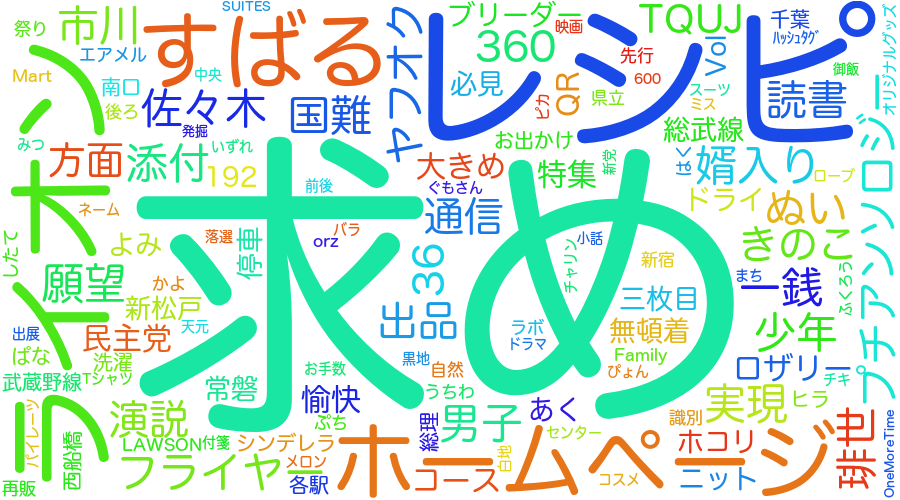 SUITES
祭り
市川
エアメル
Mart
中央
南口
後ろ
すばる
佐々木
発掘
国難
ヤフオク
レシピ
ブリーダー
映画
360
先行
600
必見
QR
ピカ
県立
TQUJ
Vol
千葉
ﾊｯｼｭﾀｸﾞ
読書
御飯
オリジナルグッズ
スーツ
ミス
総武線
お出かけ
みつ
いずれ
方面
添付
192
前後
大きめ
ぐもさん
特集
新党
はく
婿入り
ロープ
ライオン
ネーム
よみ
落選
バラ
orz
停車
通信
小話
チャリン
ドライ
ぬい
きのこ
プチアンソロジー
したて
願望
かよ
新松戸
天元
求め
36
出品
新宿
まち
一銭
ふくろう
三枚目
出展
ぱな
民主党
洗濯
Tシャツ
武蔵野線
黒地
ラボ
ドラマ
無頓着
少年
Family
ぴょん
ロザリー
チキ
お手数
自然
常磐
愉快
うちわ
ぷち
総理
男子
あく
識別
実現
ヒラ
パイレーツ
西船橋
演説
LAWSON
付箋
シンデレラ
ホームページ
センター
白地
ホコリ
排世
OneMoreTime
再販
フライヤー
メロン
各駅
コース
コスメ
ニット